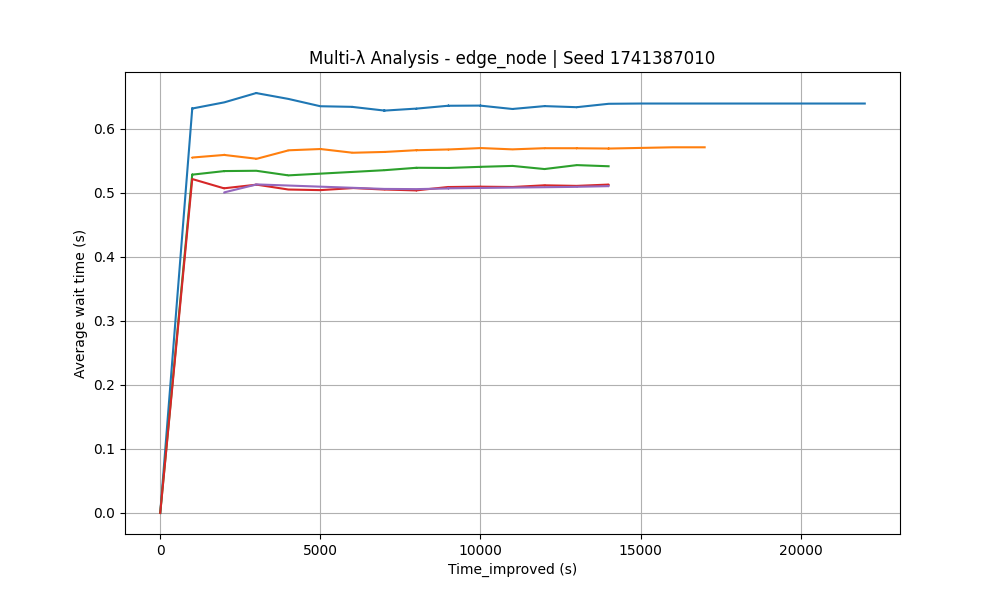 Multi-λ Analysis - edge_node | Seed 1741387010
Average wait time (s)
0.6
0.5
0.4
0.3
0.2
0.1
0.0
0 5000 10000 15000 20000
Time_improved (s)